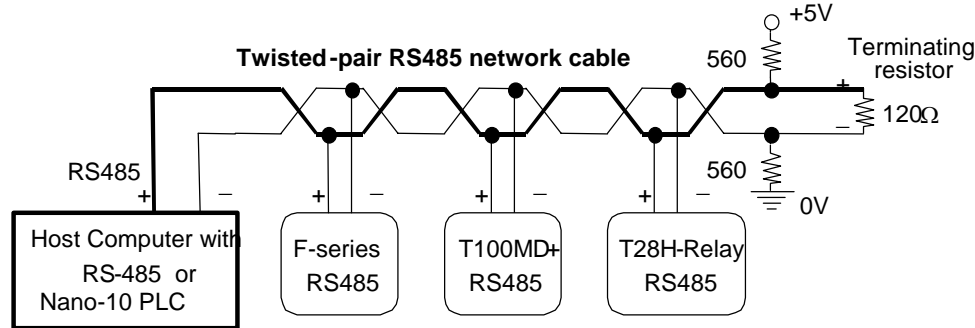 +5V
Twisted-pair RS485 network cable
560
Terminating
resistor
+
120Ω
–
RS485
560
0V
+ –
+ –
+ –
+ –
Host Computer with
RS-485 or
Nano-10 PLC
F-series
RS485
T100MD+
RS485
T28H-Relay
RS485